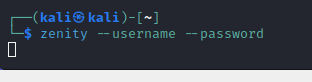 ┌──(kali㉿kali)-[~]
└─$ zenity --username --password